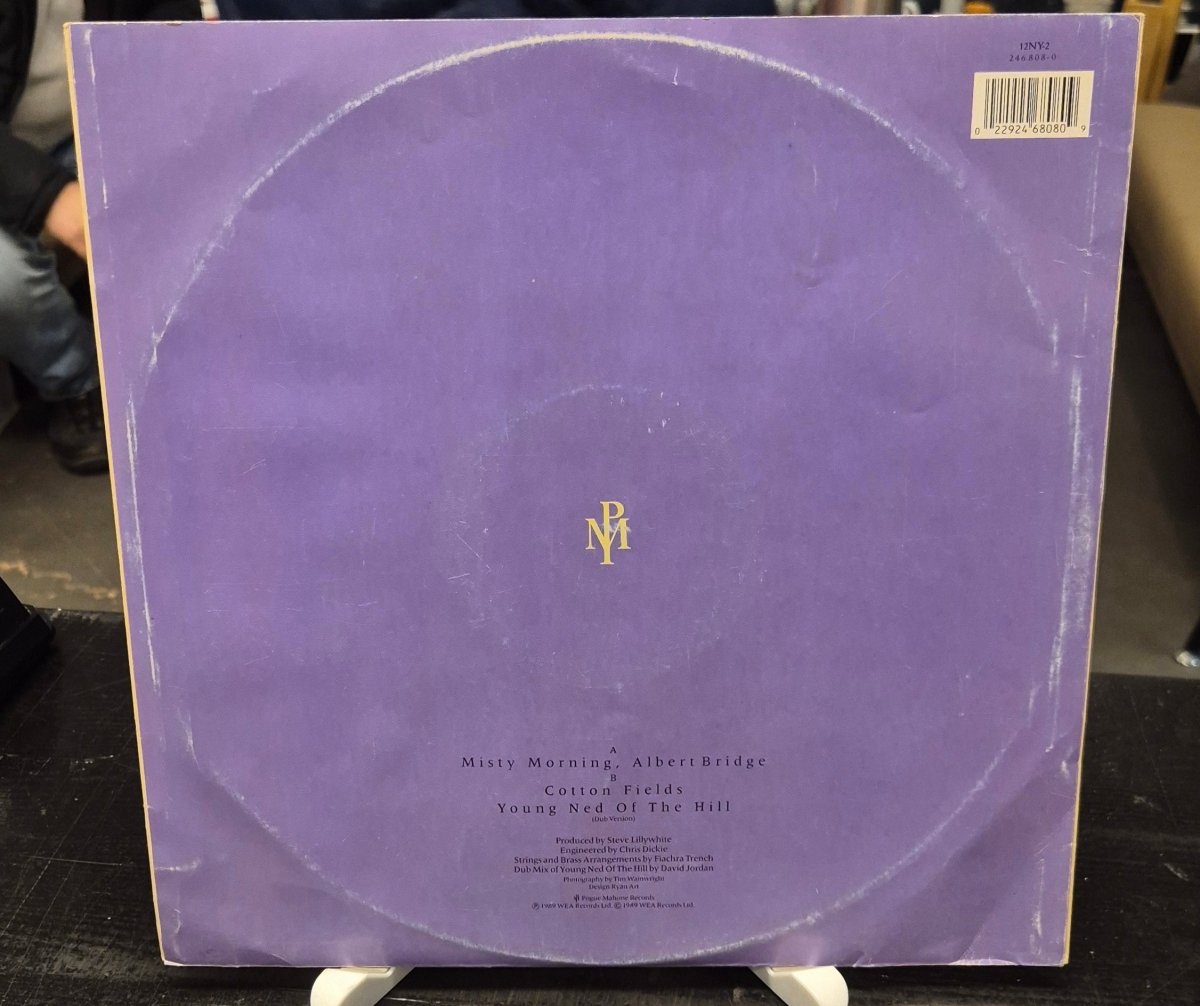 12NY-2
246808-0
0 22924 68080 9
PMY
A
Misty Morning, Albert Bridge
B
Cotton Fields
Young Ned Of The Hill
(Dub Version)
Produced by Steve Lillywhite
Engineered by Chris Dickie
Strings and Brass Arrangements by Fiachra Trench
Dub Mix of Young Ned Of The Hill by David Jordan
Photography by Tim Wainwright
Design Ryan Art
Pogue Mahone Records
℗ 1989 WEA Records Ltd. © 1989 WEA Records Ltd.